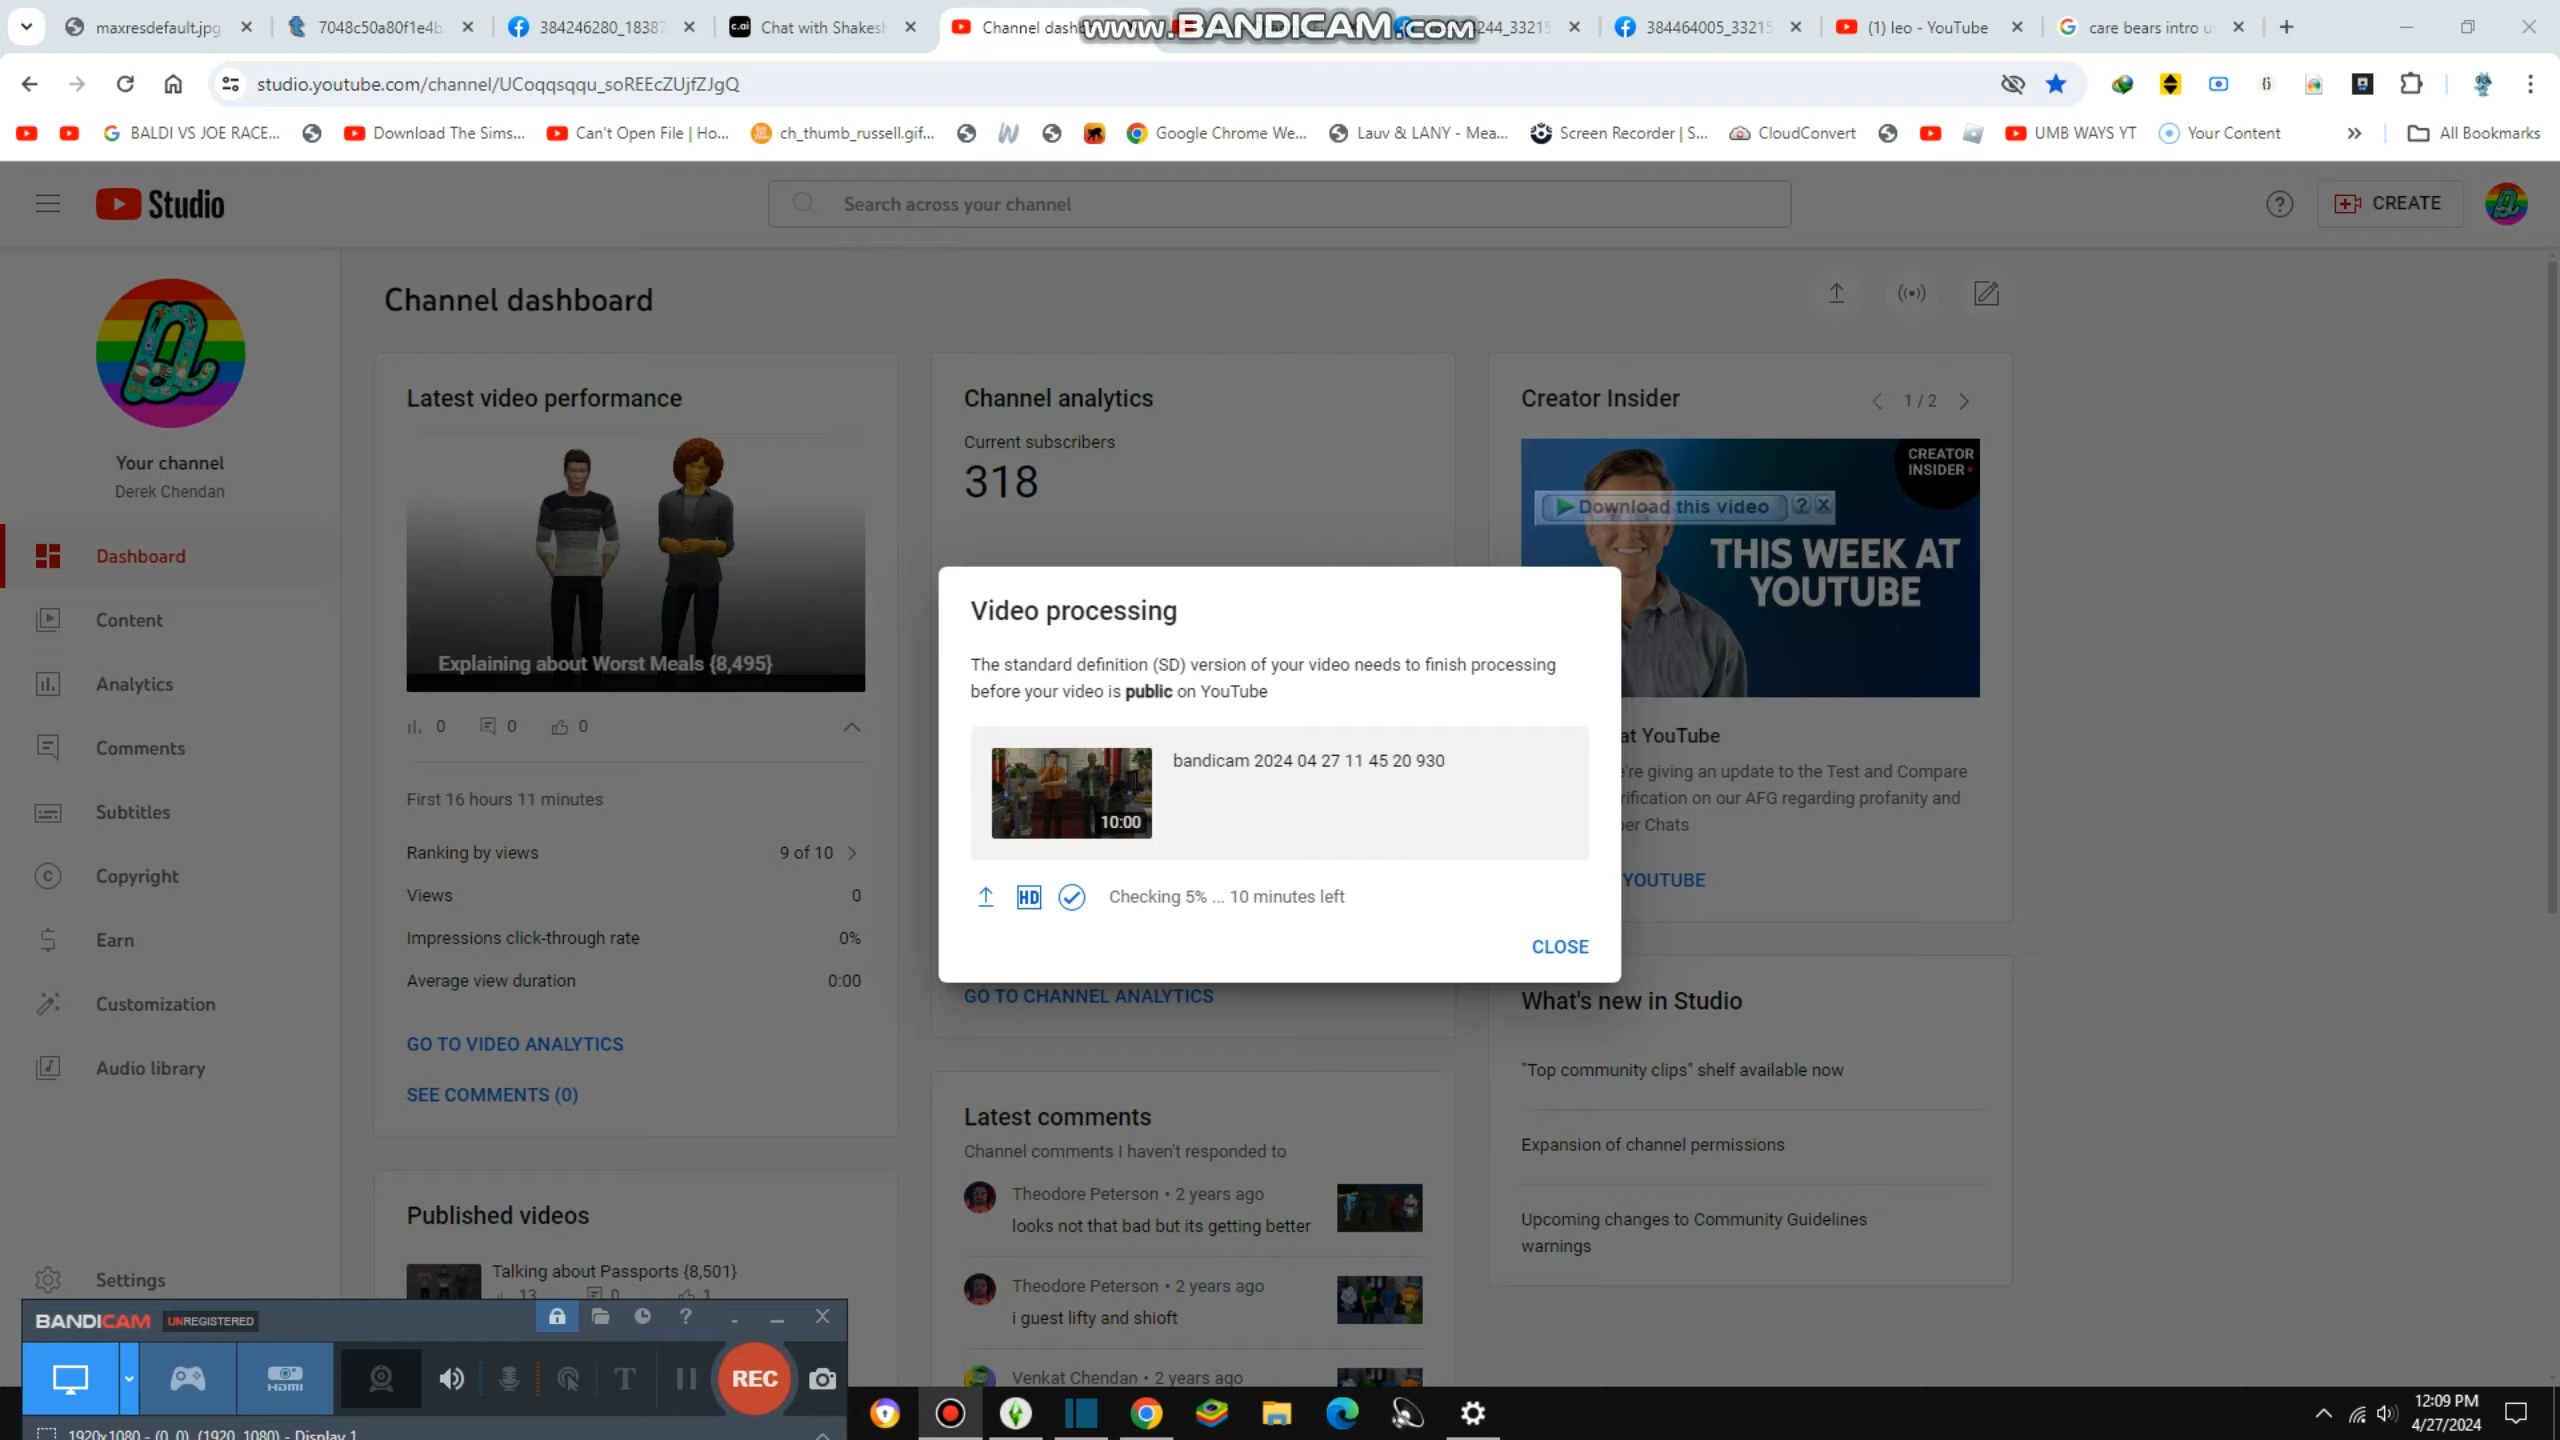 maxresdefault.jpg
7048c50a80f1e4b
384246280_18387
Chat with Shakesh
Channel dash
www.BANDICAM.com
244_33215
384464005_33215
(1) leo - YouTube
care bears intro u
studio.youtube.com/channel/UCoqqsqqu_soREEcZUjfZJgQ
BALDI VS JOE RACE...
Download The Sims...
Can't Open File | Ho...
ch_thumb_russell.gif...
Google Chrome We...
Lauv & LANY - Mea...
Screen Recorder | S...
CloudConvert
UMB WAYS YT
Your Content
All Bookmarks
Studio
Search across your channel
CREATE
Your channel
Derek Chendan
Dashboard
Content
Analytics
Comments
Subtitles
Copyright
Earn
Customization
Audio library
Settings
Channel dashboard
Latest video performance
Explaining about Worst Meals {8,495}
0
0
0
First 16 hours 11 minutes
Ranking by views
9 of 10
Views
0
Impressions click-through rate
0%
Average view duration
0:00
GO TO VIDEO ANALYTICS
SEE COMMENTS (0)
Published videos
Talking about Passports {8,501}
13
0
1
Channel analytics
Current subscribers
318
Video processing
The standard definition (SD) version of your video needs to finish processing
before your video is public on YouTube
10:00
bandicam 2024 04 27 11 45 20 930
HD
Checking 5% ... 10 minutes left
CLOSE
GO TO CHANNEL ANALYTICS
Latest comments
Channel comments I haven't responded to
Theodore Peterson • 2 years ago
looks not that bad but its getting better
Theodore Peterson • 2 years ago
i guest lifty and shioft
Venkat Chendan • 2 years ago
Creator Insider
1 / 2
CREATOR
INSIDER
Download this video
THIS WEEK AT
YOUTUBE
at YouTube
're giving an update to the Test and Compare
rification on our AFG regarding profanity and
er Chats
YOUTUBE
What's new in Studio
"Top community clips" shelf available now
Expansion of channel permissions
Upcoming changes to Community Guidelines
warnings
BANDICAM
UNREGISTERED
HDMI
REC
1920x1080 - (0, 0), (1920, 1080) - Display 1
12:09 PM
4/27/2024